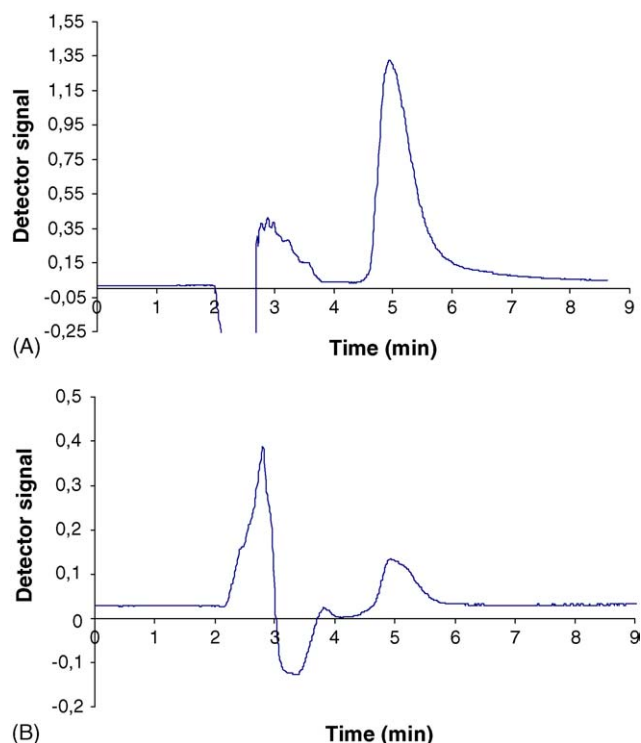 1,55
1,35
1,15
0,95
0,75
0,55
0,35
0,15
-0,05
-0,25
Detector signal
0 1 2 3 4 5 6 7 8 9
Time (min)
(A)
0,5
0,4
0,3
0,2
0,1
0
-0,1
-0,2
Detector signal
0 1 2 3 4 5 6 7 8 9
Time (min)
(B)